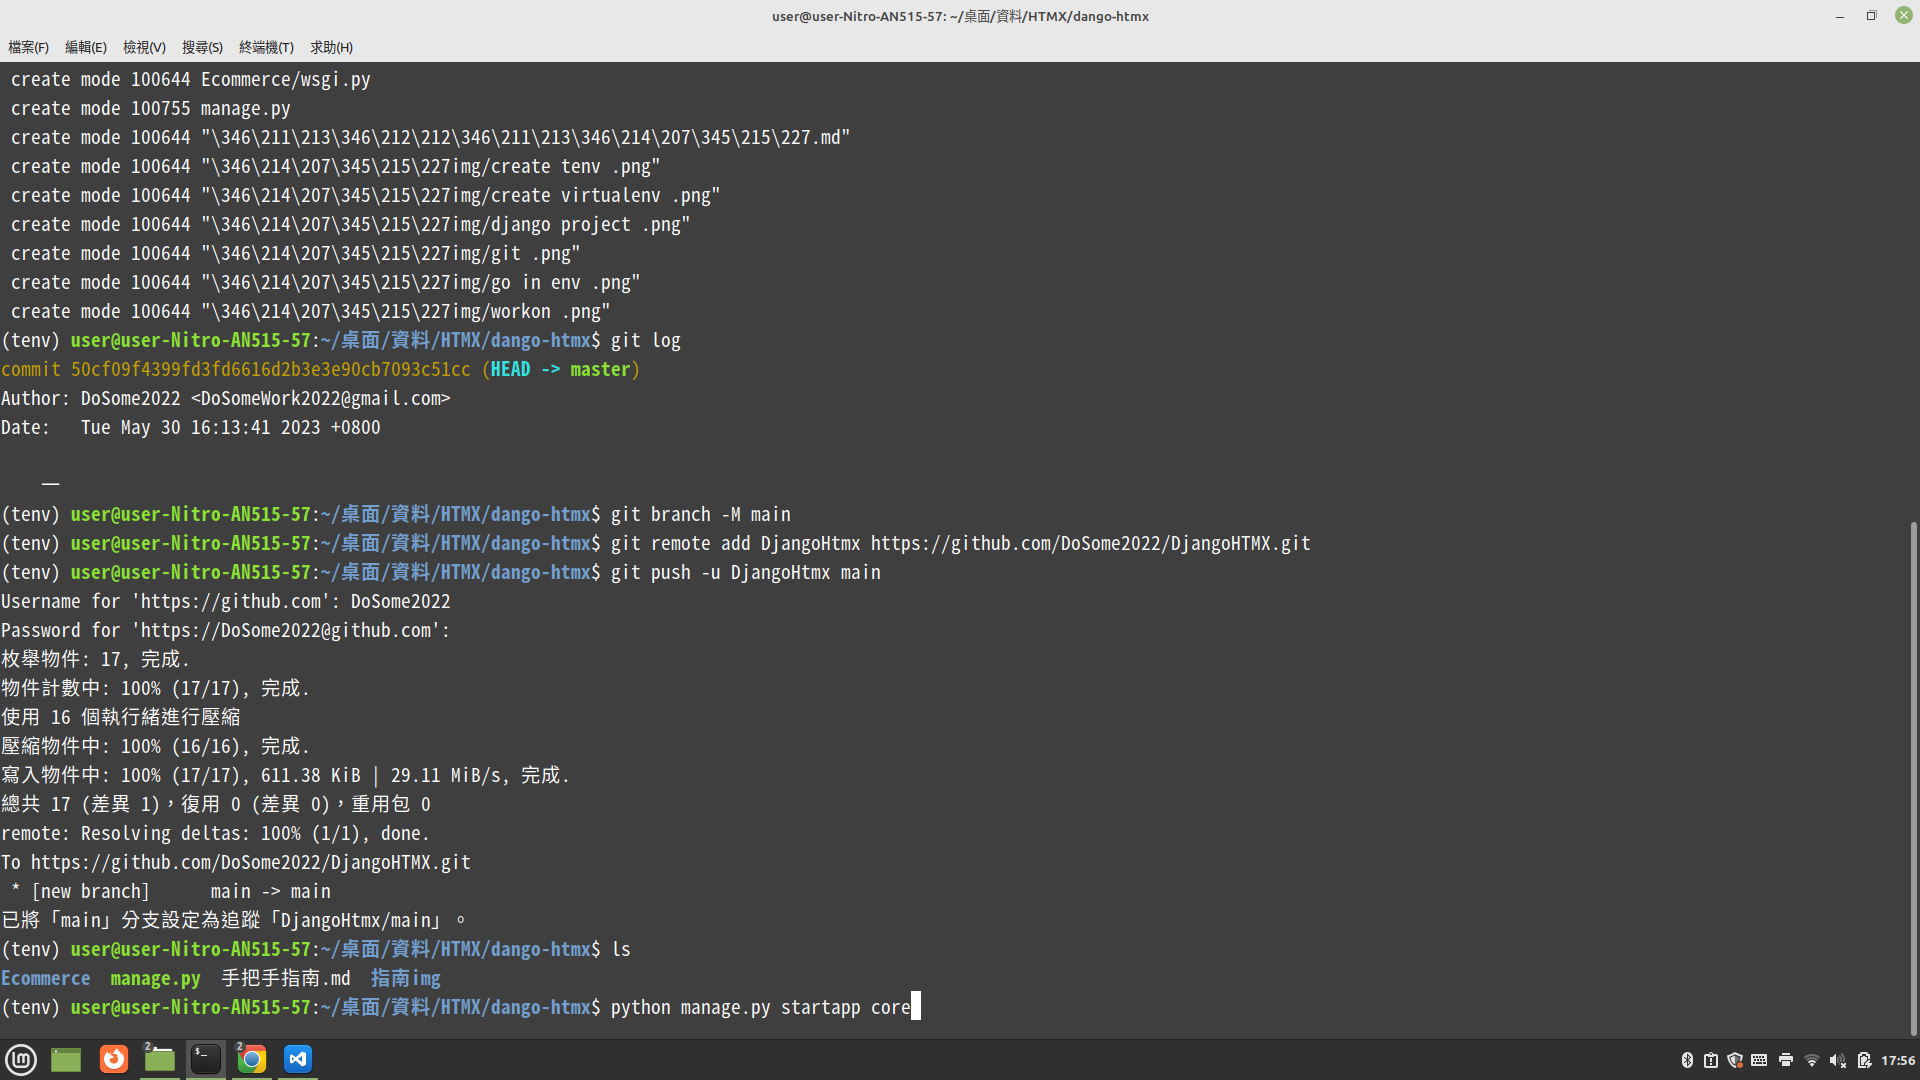 user@user-Nitro-AN515-57: ~/桌面/資料/HTMX/dango-htmx
檔案(F) 編輯(E) 檢視(V) 搜尋(S) 終端機(T) 求助(H)
create mode 100644 Ecommerce/wsgi.py
create mode 100755 manage.py
create mode 100644 "\346\211\213\346\212\212\346\211\213\346\214\207\345\215\227.md"
create mode 100644 "\346\214\207\345\215\227img/create tenv .png"
create mode 100644 "\346\214\207\345\215\227img/create virtualenv .png"
create mode 100644 "\346\214\207\345\215\227img/django project .png"
create mode 100644 "\346\214\207\345\215\227img/git .png"
create mode 100644 "\346\214\207\345\215\227img/go in env .png"
create mode 100644 "\346\214\207\345\215\227img/workon .png"
(tenv) user@user-Nitro-AN515-57:~/桌面/資料/HTMX/dango-htmx$ git log
commit 50cf09f4399fd3fd6616d2b3e3e90cb7093c51cc (HEAD -> master)
Author: DoSome2022 <DoSomeWork2022@gmail.com>
Date:   Tue May 30 16:13:41 2023 +0800
一
(tenv) user@user-Nitro-AN515-57:~/桌面/資料/HTMX/dango-htmx$ git branch -M main
(tenv) user@user-Nitro-AN515-57:~/桌面/資料/HTMX/dango-htmx$ git remote add DjangoHtmx https://github.com/DoSome2022/DjangoHTMX.git
(tenv) user@user-Nitro-AN515-57:~/桌面/資料/HTMX/dango-htmx$ git push -u DjangoHtmx main
Username for 'https://github.com': DoSome2022
Password for 'https://DoSome2022@github.com':
枚舉物件: 17, 完成.
物件計數中: 100% (17/17), 完成.
使用 16 個執行緒進行壓縮
壓縮物件中: 100% (16/16), 完成.
寫入物件中: 100% (17/17), 611.38 KiB | 29.11 MiB/s, 完成.
總共 17 (差異 1)，復用 0 (差異 0)，重用包 0
remote: Resolving deltas: 100% (1/1), done.
To https://github.com/DoSome2022/DjangoHTMX.git
 * [new branch]      main -> main
已將「main」分支設定為追蹤「DjangoHtmx/main」。
(tenv) user@user-Nitro-AN515-57:~/桌面/資料/HTMX/dango-htmx$ ls
Ecommerce  manage.py  手把手指南.md  指南img
(tenv) user@user-Nitro-AN515-57:~/桌面/資料/HTMX/dango-htmx$ python manage.py startapp core
2 $_ 2 17:56